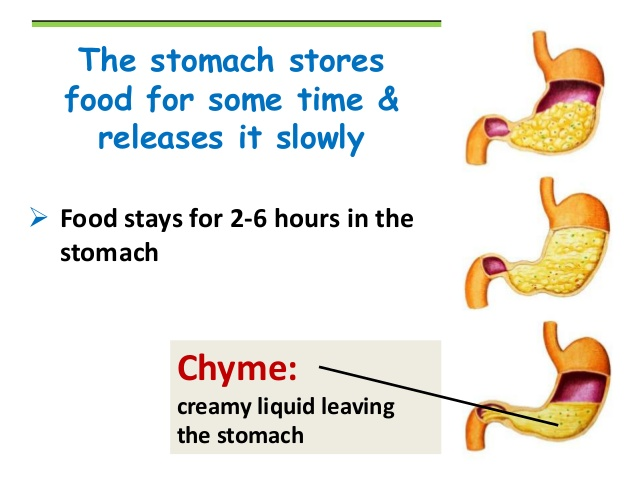 The stomach stores
food for some time &
releases it slowly
➢ Food stays for 2-6 hours in the
stomach
Chyme:
creamy liquid leaving
the stomach